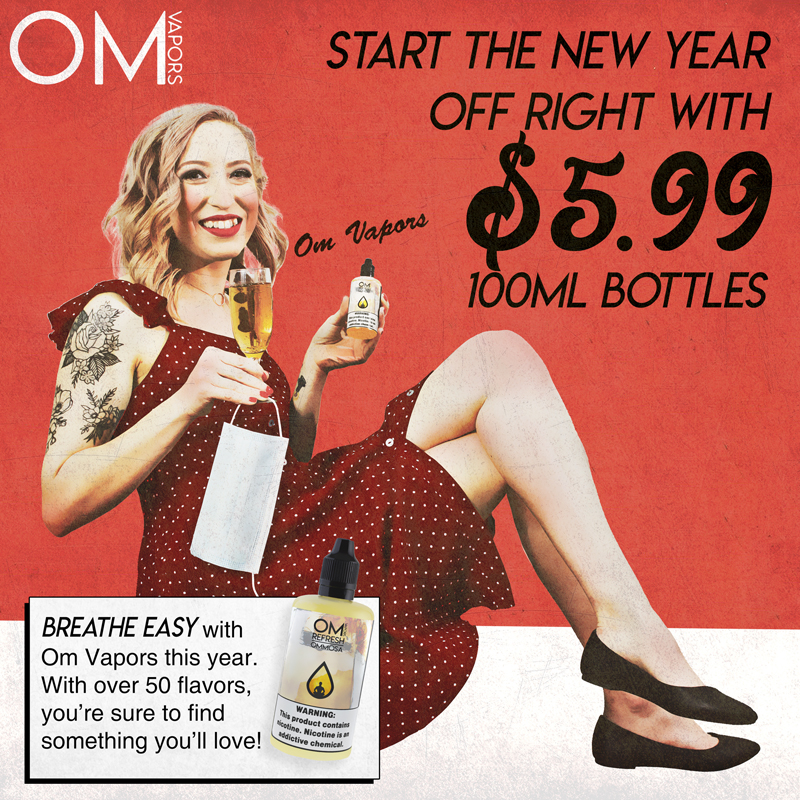 OM VAPORS
START THE NEW YEAR
OFF RIGHT WITH
$5.99
100ML BOTTLES
Om Vapors
OM
WARNING:
BREATHE EASY with
Om Vapors this year.
With over 50 flavors,
you're sure to find
something you'll love!
OM
REFRESH
OMMOSA
WARNING:
This product contains
nicotine. Nicotine is an
addictive chemical.